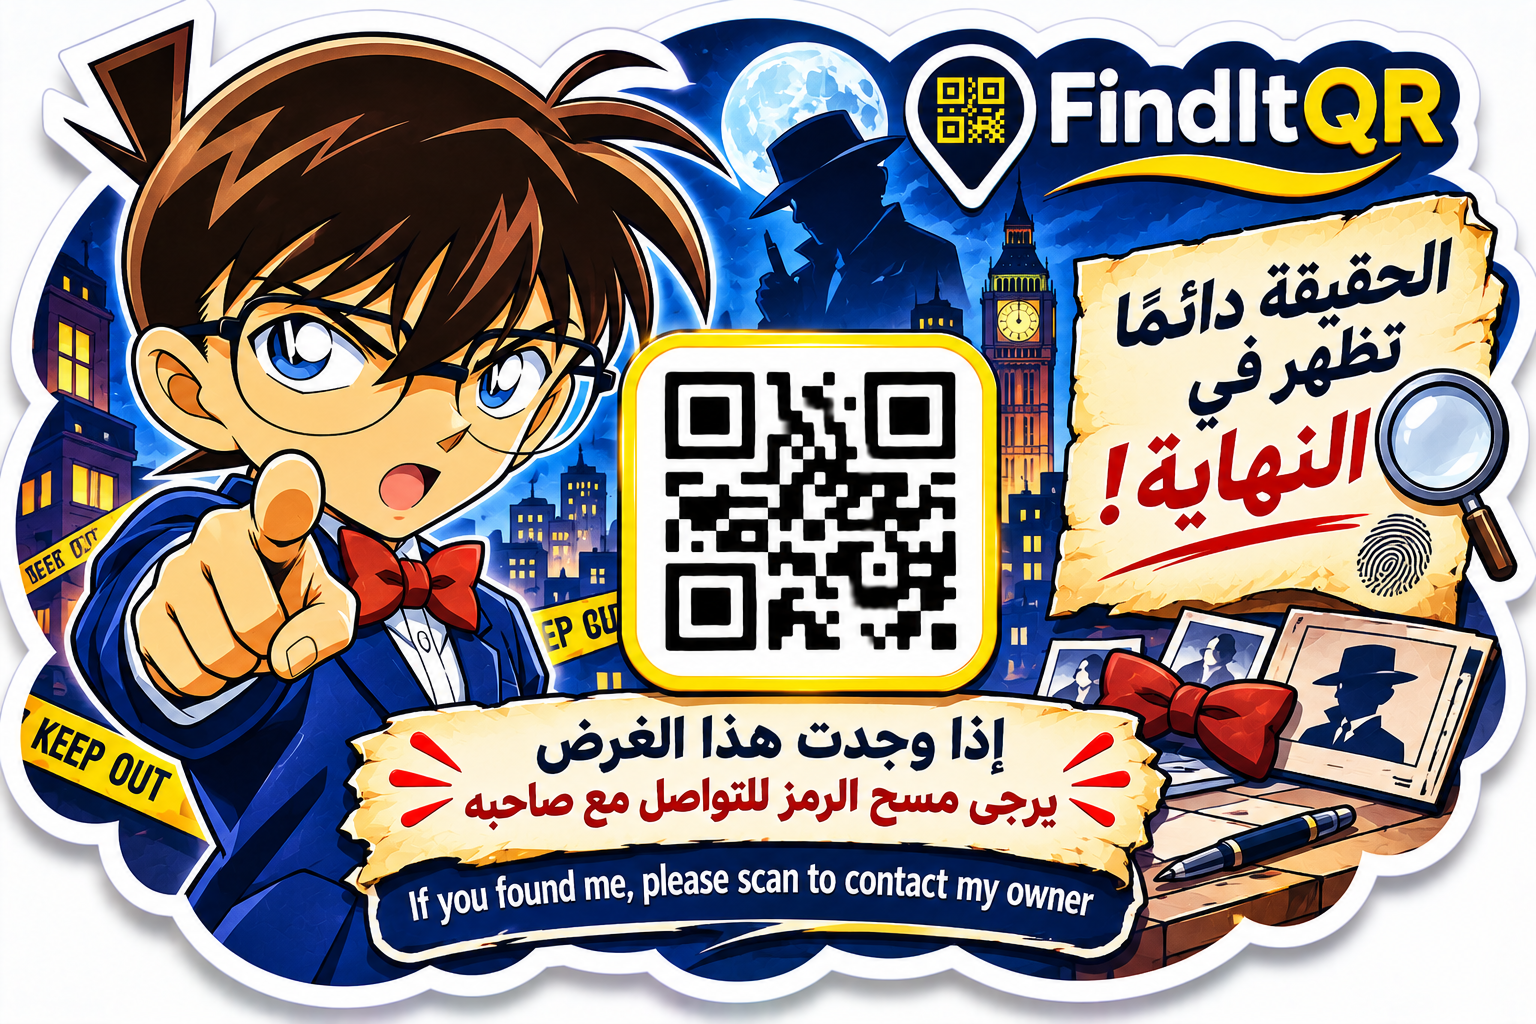 FindItQR
الحقيقة دائمًا
تظهر في
النهاية!
KEEP OUT
إذا وجدت هذا الغرض
يرجى مسح الرمز للتواصل مع صاحبه
If you found me, please scan to contact my owner